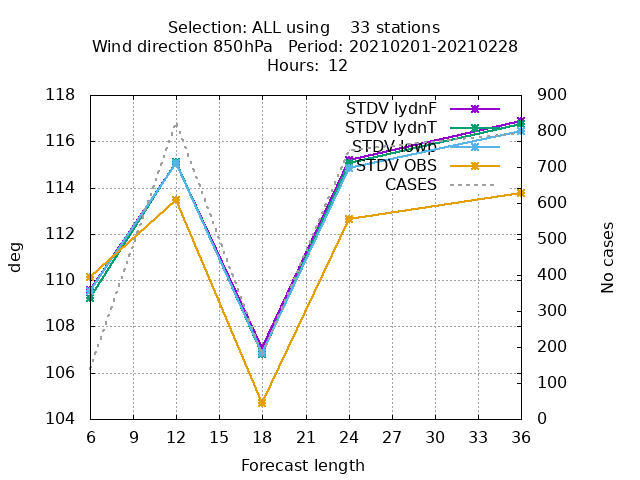 Selection: ALL using    33 stations
Wind direction 850hPa   Period: 20210201-20210228
Hours: 12
118
116
114
112
110
108
106
104
deg
900
800
700
600
500
400
300
200
100
0
No cases
STDV lydnF
STDV lydnT
STDV lowp
STDV OBS
CASES
6 9 12 15 18 21 24 27 30 33 36
Forecast length